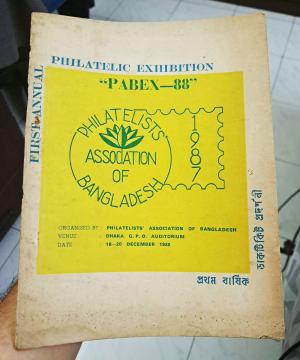 FIRST ANNUAL
PHILATELIC EXHIBITION
"PABEX—88"
PHILATELISTS
ASSOCIATION
OF
BANGLADESH
1987
ORGANISED BY : PHILATELISTS' ASSOCIATION OF BANGLADESH
VENUE : DHAKA G. P. O. AUDITORIUM
DATE : 18—20 DECEMBER 1988
প্রথম বার্ষিক
ডাকটিকিট প্রদর্শনী